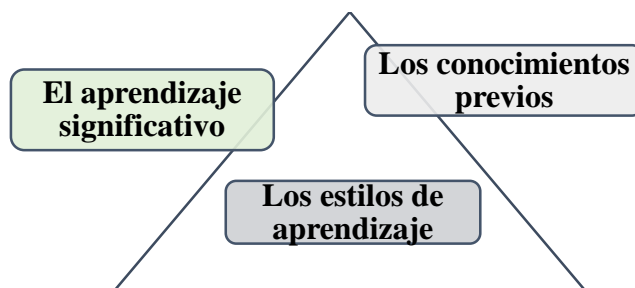 El aprendizaje
significativo
Los conocimientos
previos
Los estilos de
aprendizaje